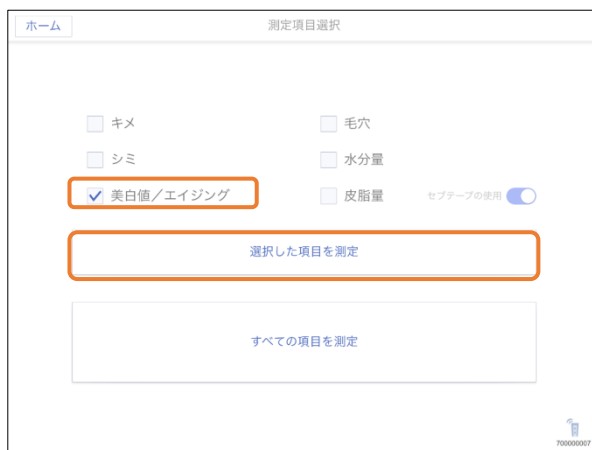 ホーム
測定項目選択
キメ
毛穴
シミ
水分量
美白値／エイジング
皮脂量 セブテープの使用
選択した項目を測定
すべての項目を測定
700000007